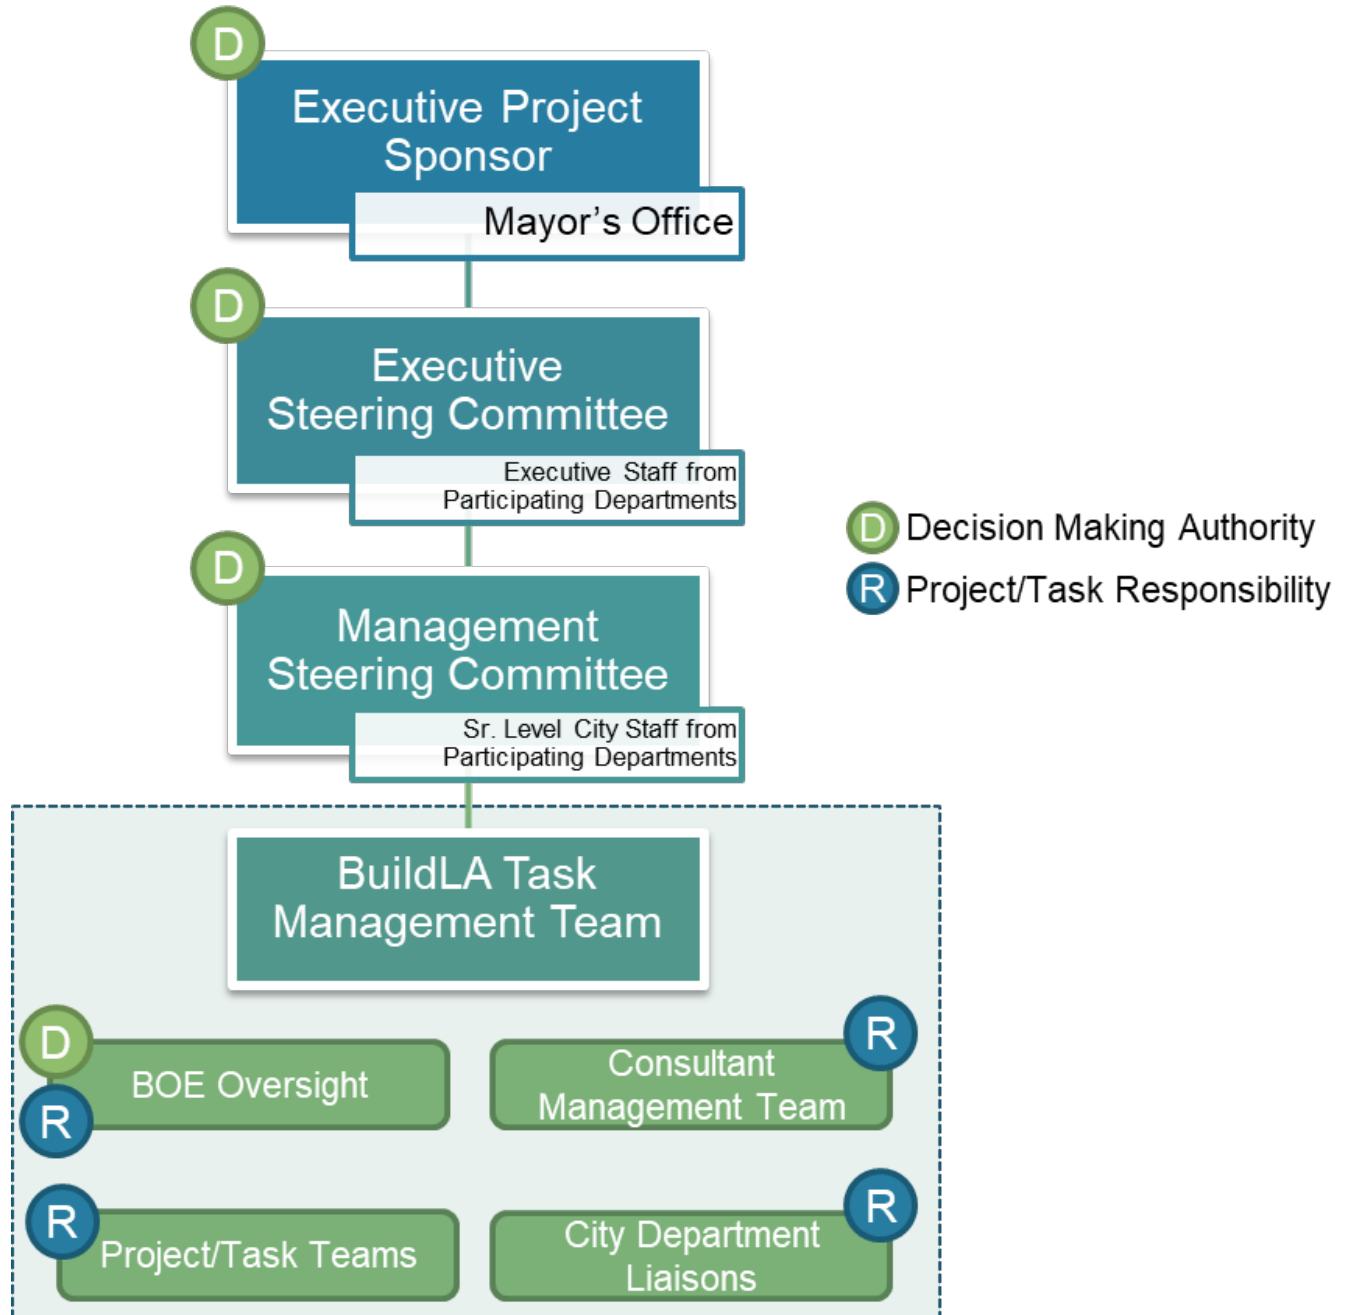 D
Executive Project
Sponsor
Mayor's Office
D
Executive
Steering Committee
Executive Staff from
Participating Departments
D
Management
Steering Committee
Sr. Level City Staff from
Participating Departments
D Decision Making Authority
R Project/Task Responsibility
BuildLA Task
Management Team
D
R
BOE Oversight
R
Consultant
Management Team
R
Project/Task Teams
R
City Department
Liaisons